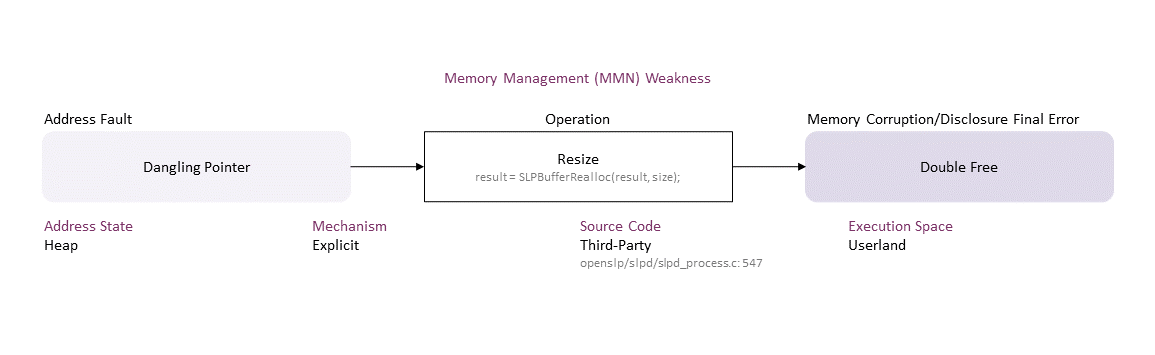 Memory Management (MMN) Weakness
Address Fault
Operation
Memory Corruption/Disclosure Final Error
Dangling Pointer
Resize
result = SLPBufferRealloc(result, size);
Double Free
Address State
Mechanism
Source Code
Execution Space
Heap
Explicit
Third-Party
Userland
openslp/slpd/slpd_process.c: 547